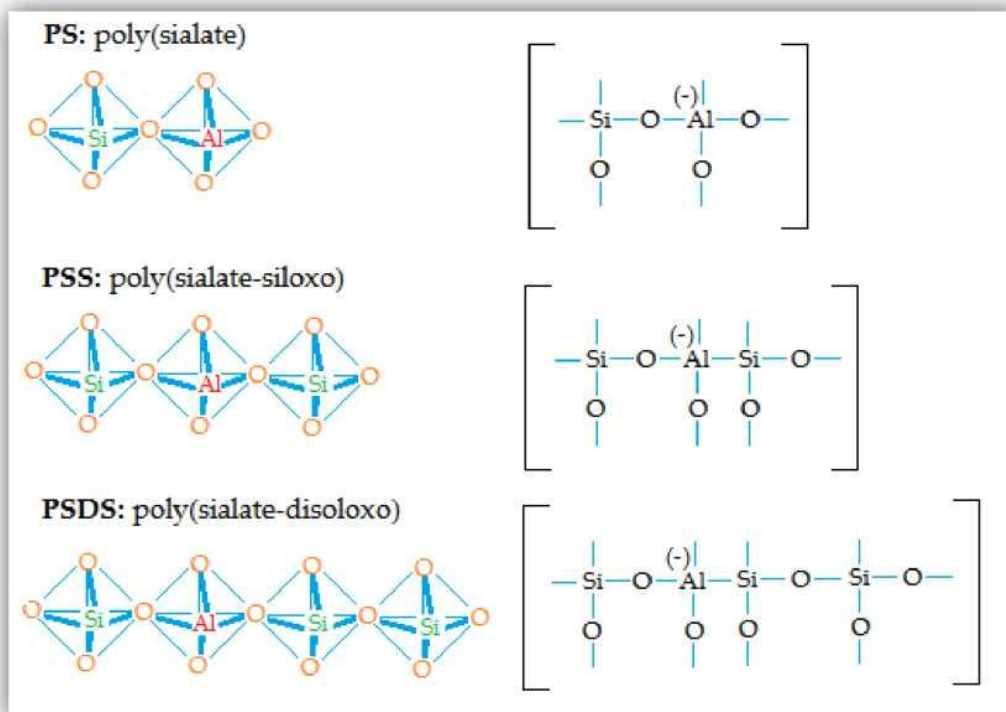 PS: poly(sialate)
O O
O Si O Al O
O O
(-)
Si O Al O
O O
PSS: poly(sialate-siloxo)
O O O
O Si O Al O Si O
O O O
(-)
Si O Al Si O
O O O
PSDS: poly(sialate-disoloxo)
O O O O
O Si O Al O Si O Si O
O O O O
(-)
Si O Al Si O Si O
O O O O